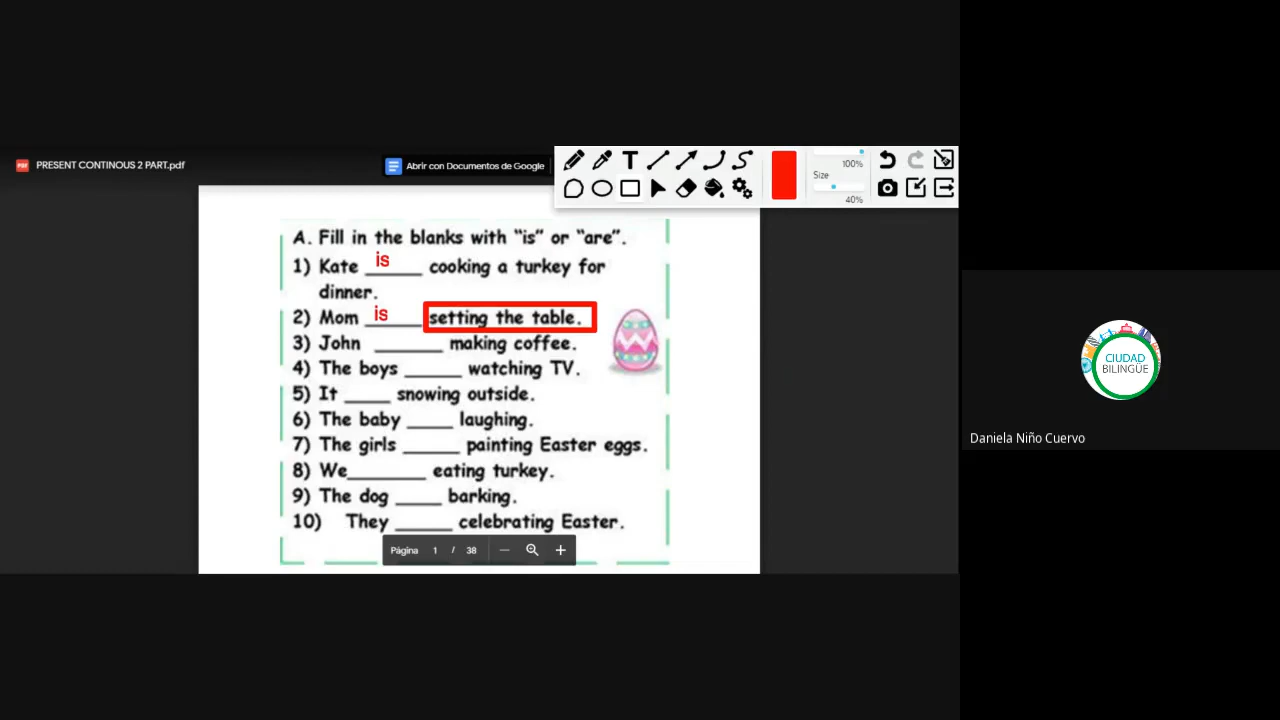 PRESENT CONTINOUS 2 PART.pdf
Abrir con Documentos de Google
100%
Size
40%
A. Fill in the blanks with “is” or “are”.
1) Kate is cooking a turkey for
dinner.
2) Mom is setting the table.
3) John ______ making coffee.
4) The boys _____ watching TV.
5) It ____ snowing outside.
6) The baby ____ laughing.
7) The girls _____ painting Easter eggs.
8) We_______ eating turkey.
9) The dog ____ barking.
10) They _____ celebrating Easter.
Página 1 / 38
CIUDAD
BILINGÜE
Daniela Niño Cuervo